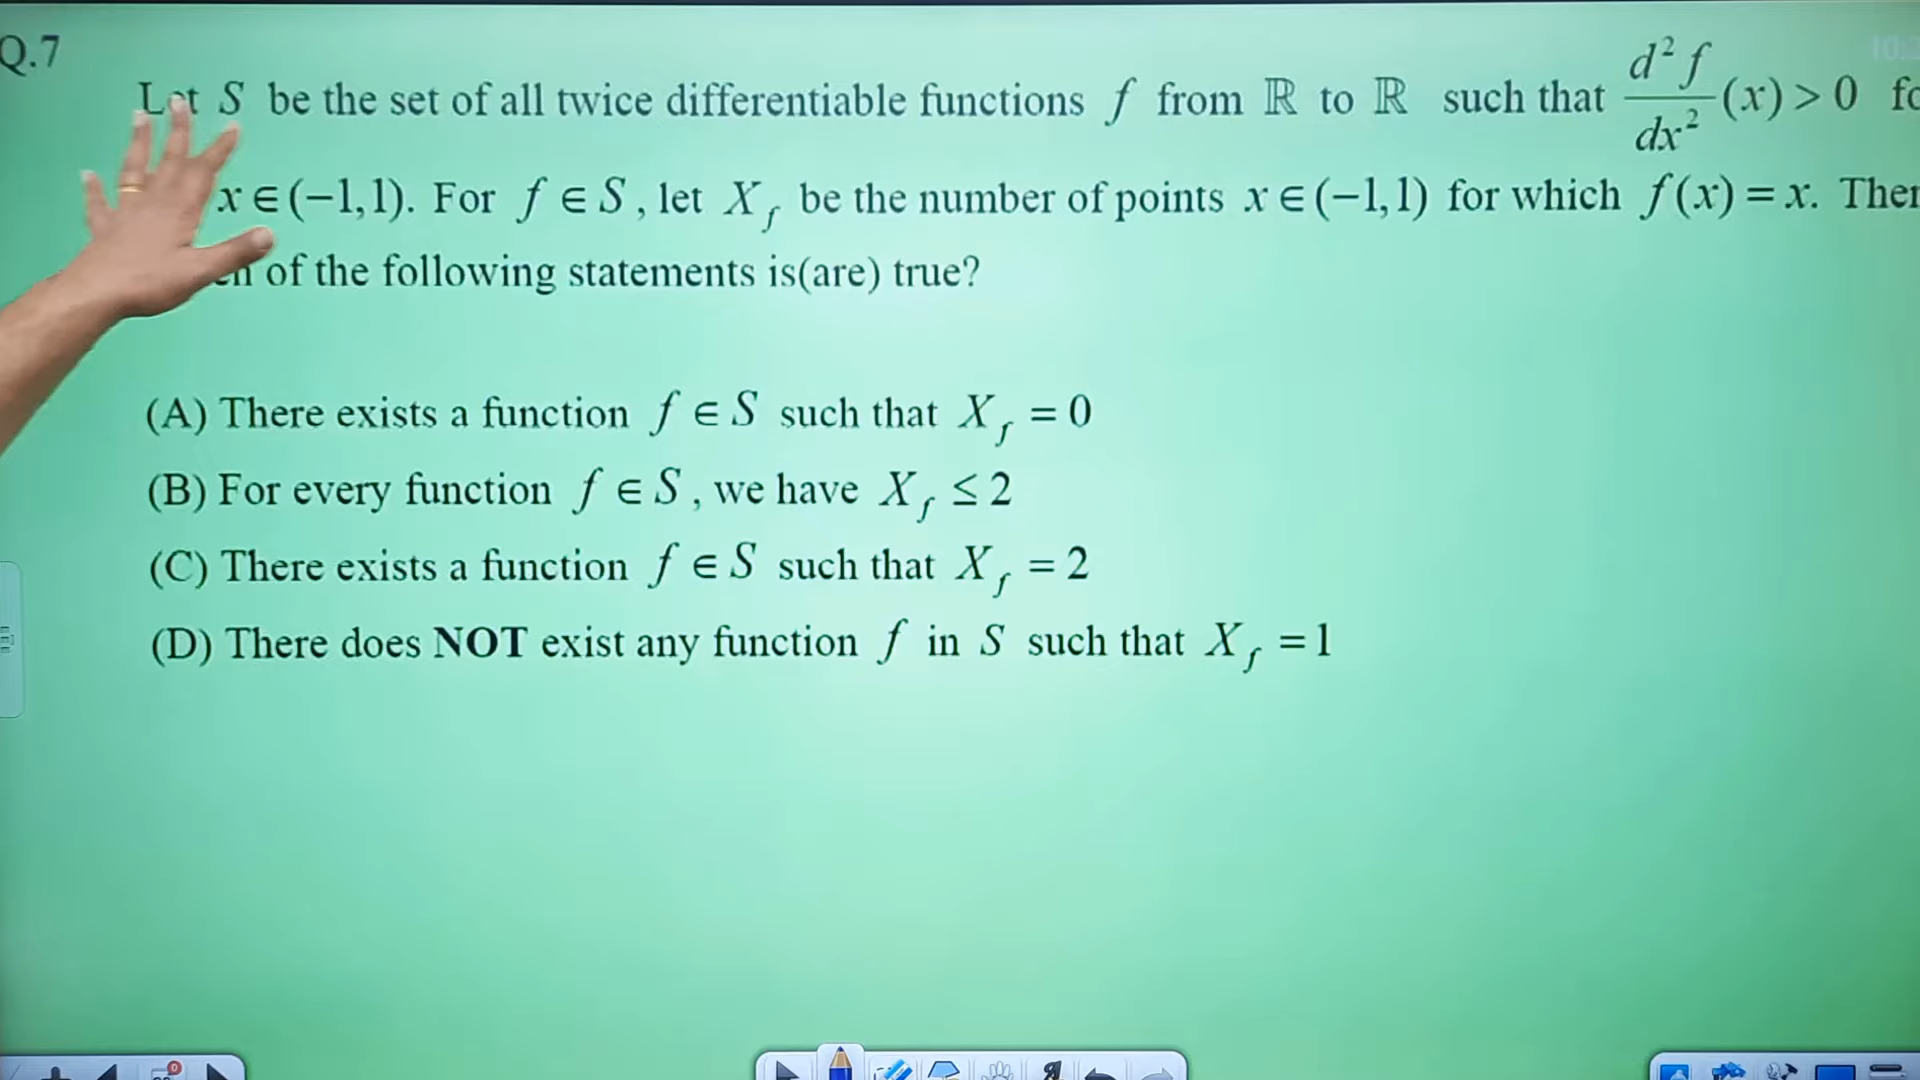 Q.7
Let S be the set of all twice differentiable functions f from ℝ to ℝ such that d²f/dx² (x) > 0
x ∈ (−1, 1). For f ∈ S, let X_f be the number of points x ∈ (−1, 1) for which f(x) = x.
of the following statements is(are) true?
(A) There exists a function f ∈ S such that X_f = 0
(B) For every function f ∈ S, we have X_f ≤ 2
(C) There exists a function f ∈ S such that X_f = 2
(D) There does NOT exist any function f in S such that X_f = 1